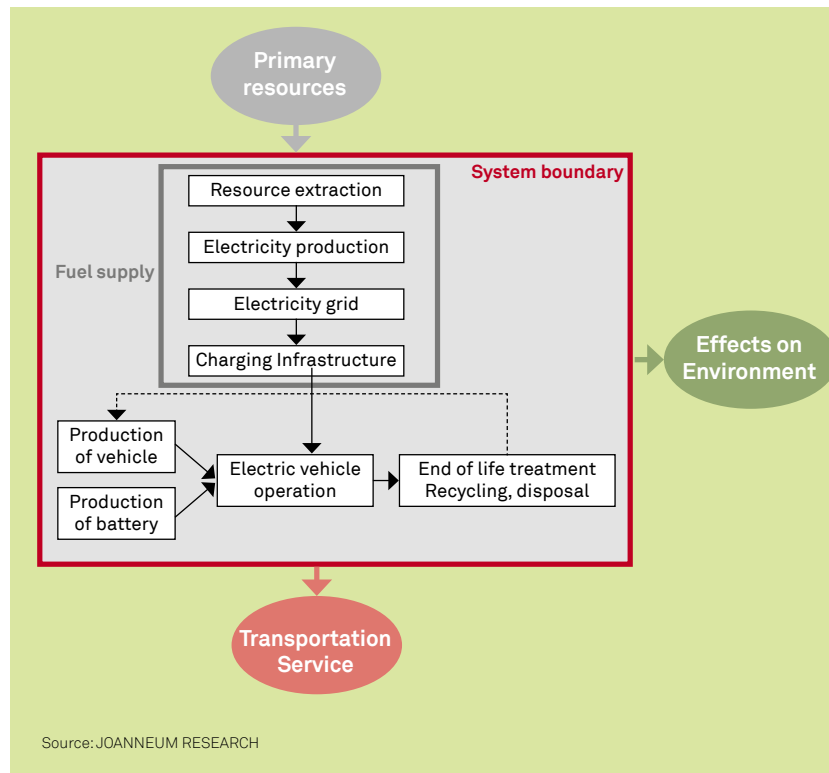 Primary
resources
System boundary
Resource extraction
Electricity production
Fuel supply
Electricity grid
Charging Infrastructure
Effects on
Environment
Production
of vehicle
Electric vehicle
operation
End of life treatment
Recycling, disposal
Production
of battery
Transportation
Service
Source: JOANNEUM RESEARCH